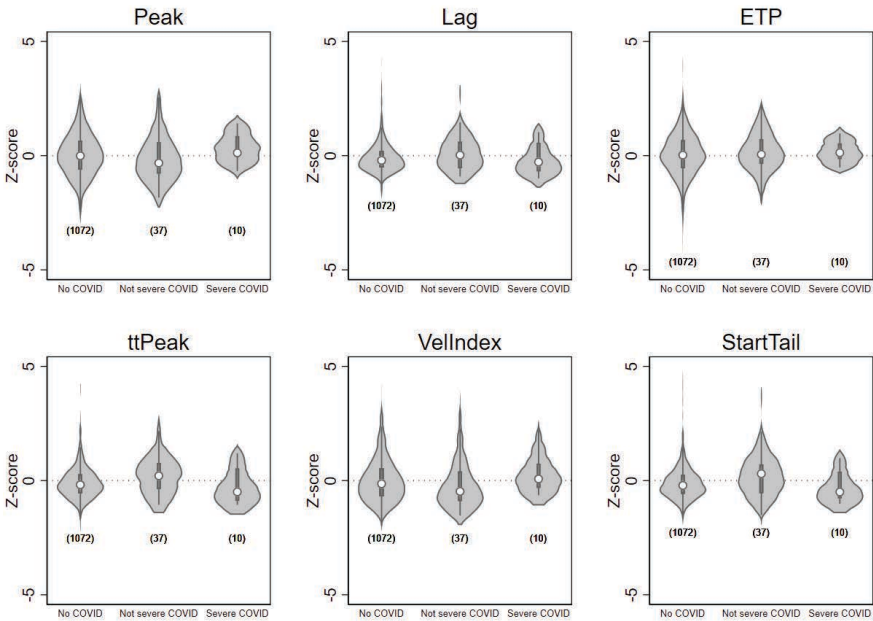 Peak
Lag
ETP
5
0
-5
Z-score
(1072)
(37)
(10)
No COVID
Not severe COVID
Severe COVID
5
0
-5
Z-score
(1072)
(37)
(10)
No COVID
Not severe COVID
Severe COVID
5
0
-5
Z-score
(1072)
(37)
(10)
No COVID
Not severe COVID
Severe COVID
ttPeak
VelIndex
StartTail
5
0
-5
Z-score
(1072)
(37)
(10)
No COVID
Not severe COVID
Severe COVID
5
0
-5
Z-score
(1072)
(37)
(10)
No COVID
Not severe COVID
Severe COVID
5
0
-5
Z-score
(1072)
(37)
(10)
No COVID
Not severe COVID
Severe COVID